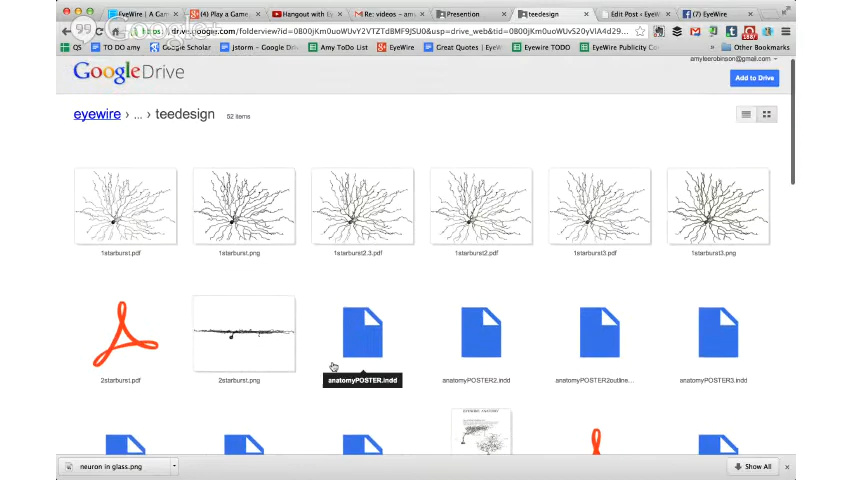 EyeWire | A Gam
(4) Play a Game
Hangout with Ey
Re: videos – am
Presention
teedesign
Edit Post ‹ EyeW
(7) EyeWire
QS
TO DO amy
Google Scholar
jstorm - Google Dri
Amy ToDo List
EyeWire
Great Quotes | Eyew
Eyewire TODO
EyeWire Publicity Co
»
Other Bookmarks
GoogleDrive
amyleerobinson@gmail.com
Add to Drive
eyewire › ... › teedesign 52 items
1starburst.pdf
1starburst.png
1starburst2.3.pdf
1starburst2.pdf
1starburst3.pdf
1starburst3.png
2starburst.pdf
2starburst.png
anatomyPOSTER.indd
anatomyPOSTER2.indd
anatomyPOSTER2outline...
anatomyPOSTER3.indd
neuron in glass.png
Show All